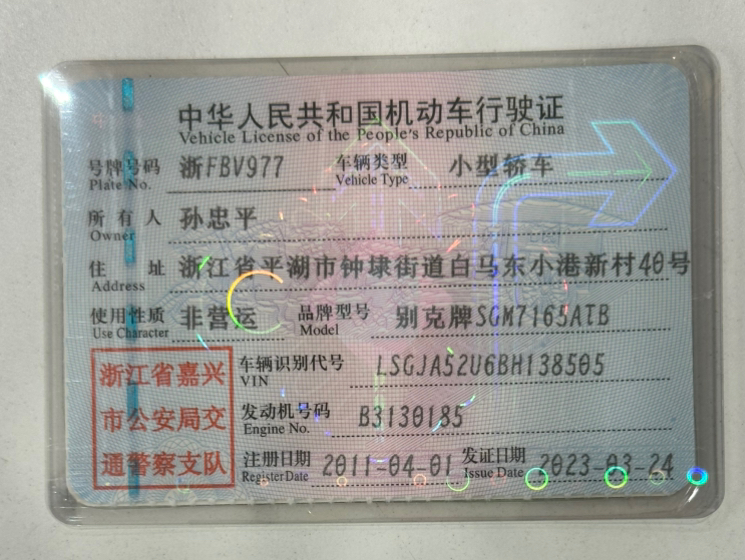 中华人民共和国机动车行驶证
Vehicle License of the People's Republic of China
号牌号码 浙FBV977 车辆类型 小型轿车
Plate No. Vehicle Type
所有人 孙忠平
Owner
住址 浙江省平湖市钟埭街道白马东小港新村40号
Address
使用性质 非营运 品牌型号 别克牌SGM7165ATB
Use Character Model
浙江省嘉兴
市公安局交
通警察支队
车辆识别代号 LSGJA52U6BH138505
VIN
发动机号码 B3130185
Engine No.
注册日期 2011-04-01 发证日期 2023-03-24
Register Date Issue Date